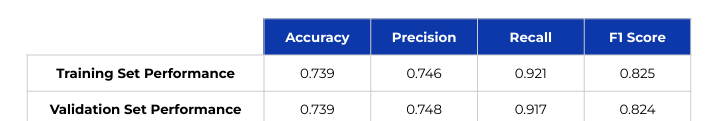 Accuracy Precision Recall F1 Score
Training Set Performance 0.739 0.746 0.921 0.825
Validation Set Performance 0.739 0.748 0.917 0.824